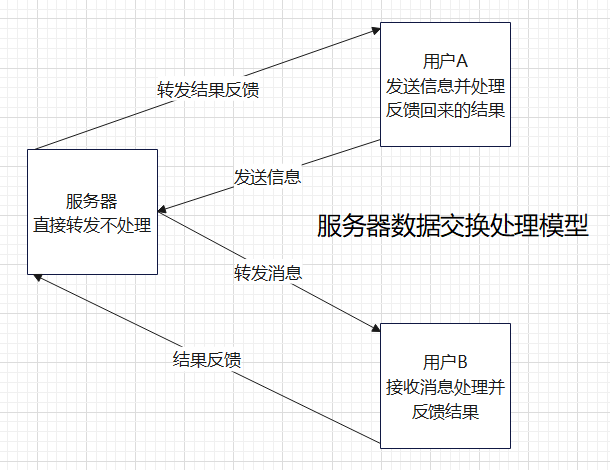 用户A
发送信息并处理
反馈回来的结果
转发结果反馈
发送信息
服务器
直接转发不处理
服务器数据交换处理模型
转发消息
结果反馈
用户B
接收消息处理并
反馈结果